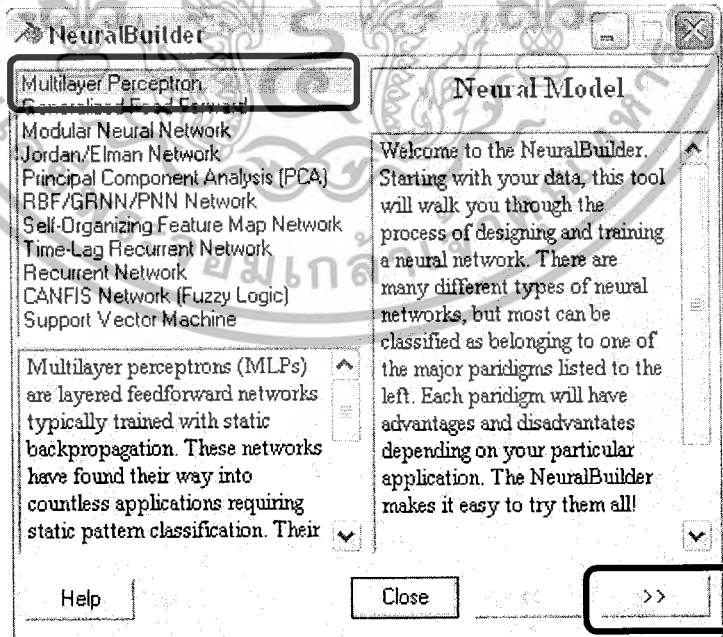 NeuralBuilder
Multilayer Perceptron
Generalized Feed Forward
Modular Neural Network
Jordan/Elman Network
Principal Component Analysis (PCA)
RBF/GRNN/PNN Network
Self-Organizing Feature Map Network
Time-Lag Recurrent Network
Recurrent Network
CANFIS Network (Fuzzy Logic)
Support Vector Machine
Multilayer perceptrons (MLPs)
are layered feedforward networks
typically trained with static
backpropagation. These networks
have found their way into
countless applications requiring
static pattern classification. Their
Neural Model
Welcome to the NeuralBuilder.
Starting with your data, this tool
will walk you through the
process of designing and training
a neural network. There are
many different types of neural
networks, but most can be
classified as belonging to one of
the major paridigms listed to the
left. Each paridigm will have
advantages and disadvantates
depending on your particular
application. The NeuralBuilder
makes it easy to try them all!
Help
Close
<<
>>